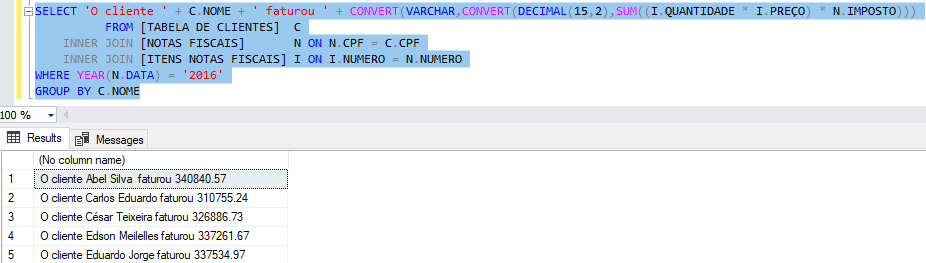 SELECT 'O cliente ' + C.NOME + ' faturou ' + CONVERT(VARCHAR,CONVERT(DECIMAL(15,2),SUM((I.QUANTIDADE * I.PREÇO) * N.IMPOSTO)))
FROM [TABELA DE CLIENTES] C
INNER JOIN [NOTAS FISCAIS] N ON N.CPF = C.CPF
INNER JOIN [ITENS NOTAS FISCAIS] I ON I.NUMERO = N.NUMERO
WHERE YEAR(N.DATA) = '2016'
GROUP BY C.NOME
100 %
Results Messages
(No column name)
1 O cliente Abel Silva faturou 340840.57
2 O cliente Carlos Eduardo faturou 310755.24
3 O cliente César Teixeira faturou 326886.73
4 O cliente Edson Meilelles faturou 337261.67
5 O cliente Eduardo Jorge faturou 337534.97